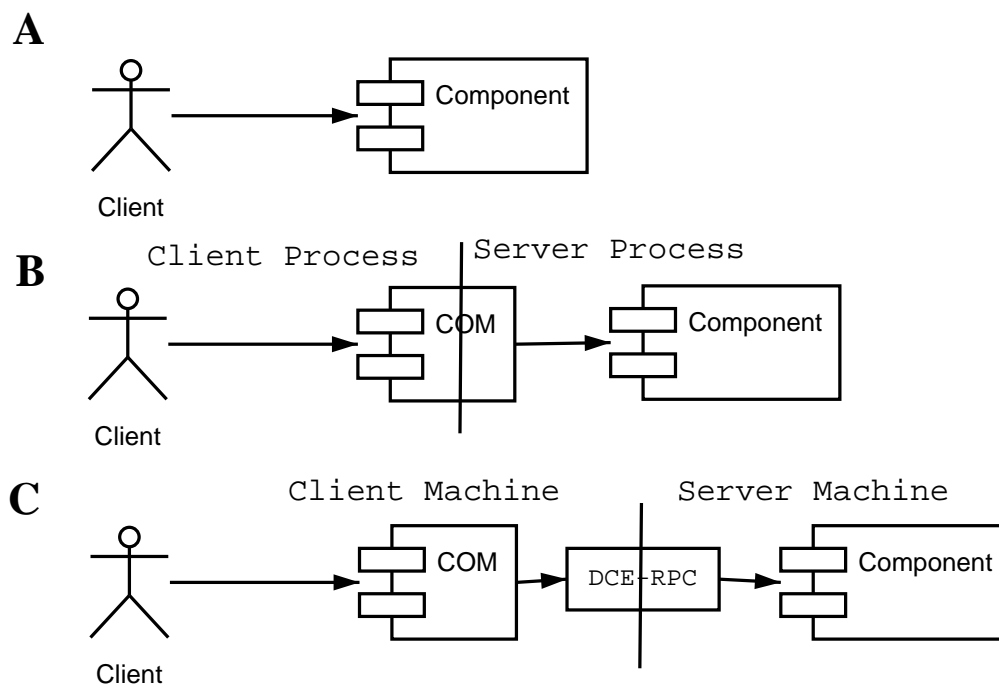 A
Component
Client
Client Process Server Process
B
COM Component
Client
Client Machine Server Machine
C
COM DCE-RPC Component
Client